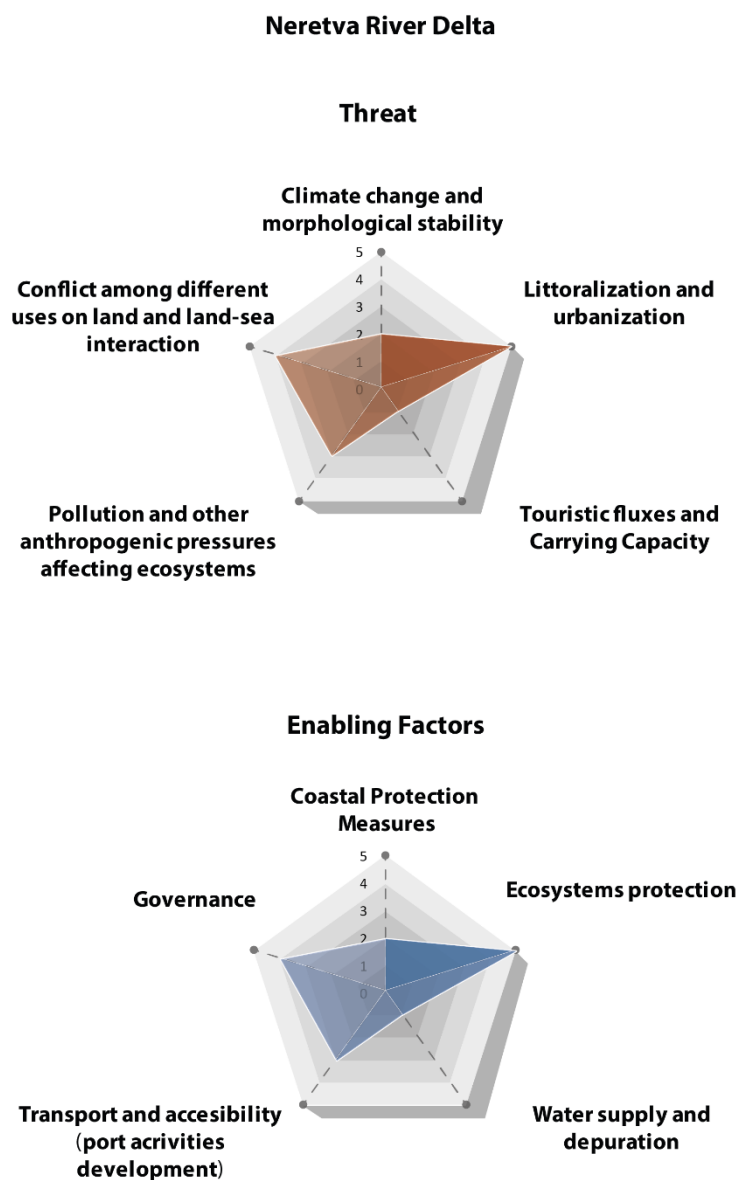 Neretva River Delta
Threat
Climate change and
morphological stability
5
4
3
2
1
0
Conflict among different
uses on land and land-sea
interaction
Littoralization and
urbanization
Pollution and other
anthropogenic pressures
affecting ecosystems
Touristic fluxes and
Carrying Capacity
Enabling Factors
Coastal Protection
Measures
5
4
3
2
1
0
Governance
Ecosystems protection
Transport and accesibility
(port acrivities
development)
Water supply and
depuration